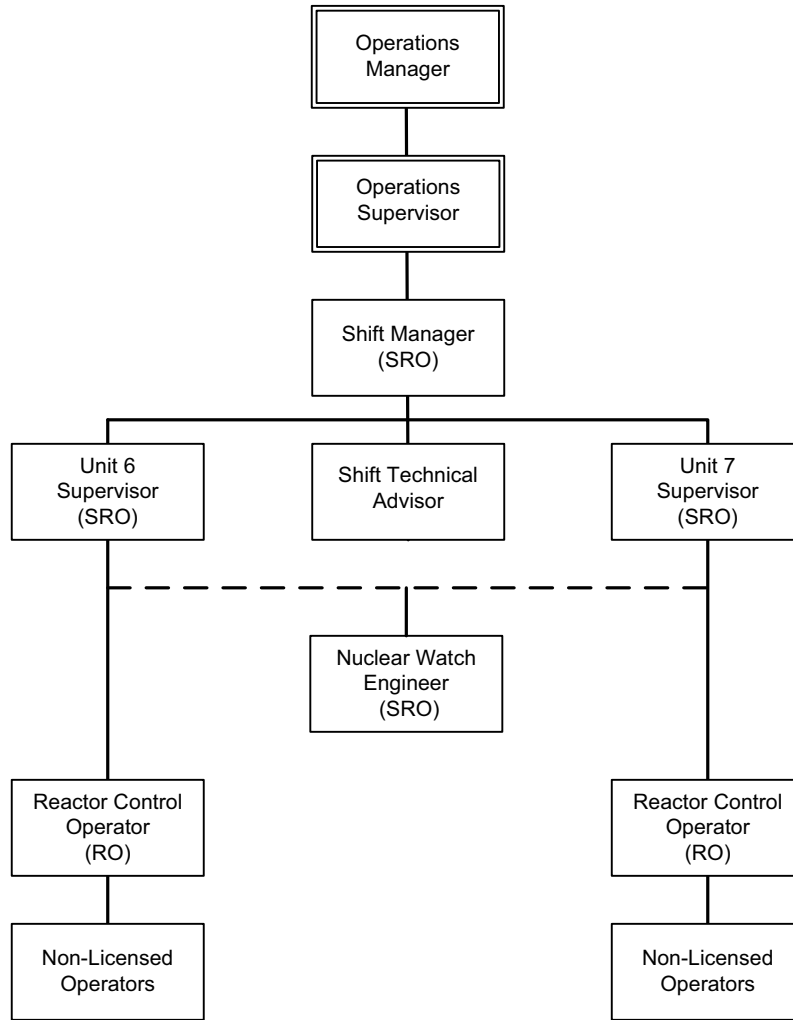 Operations
Manager
Operations
Supervisor
Shift Manager
(SRO)
Unit 6
Supervisor
(SRO)
Shift Technical
Advisor
Unit 7
Supervisor
(SRO)
Nuclear Watch
Engineer
(SRO)
Reactor Control
Operator
(RO)
Reactor Control
Operator
(RO)
Non-Licensed
Operators
Non-Licensed
Operators